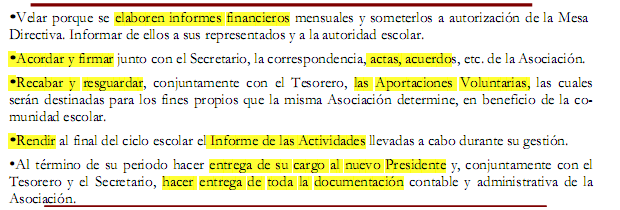 •Velar porque se elaboren informes financieros mensuales y someterlos a autorización de la Mesa
Directiva. Informar de ellos a sus representados y a la autoridad escolar.
•Acordar y firmar junto con el Secretario, la correspondencia, actas, acuerdos, etc. de la Asociación.
•Recabar y resguardar, conjuntamente con el Tesorero, las Aportaciones Voluntarias, las cuales
serán destinadas para los fines propios que la misma Asociación determine, en beneficio de la co-
munidad escolar.
•Rendir al final del ciclo escolar el Informe de las Actividades llevadas a cabo durante su gestión.
•Al término de su periodo hacer entrega de su cargo al nuevo Presidente y, conjuntamente con el
Tesorero y el Secretario, hacer entrega de toda la documentación contable y administrativa de la
Asociación.